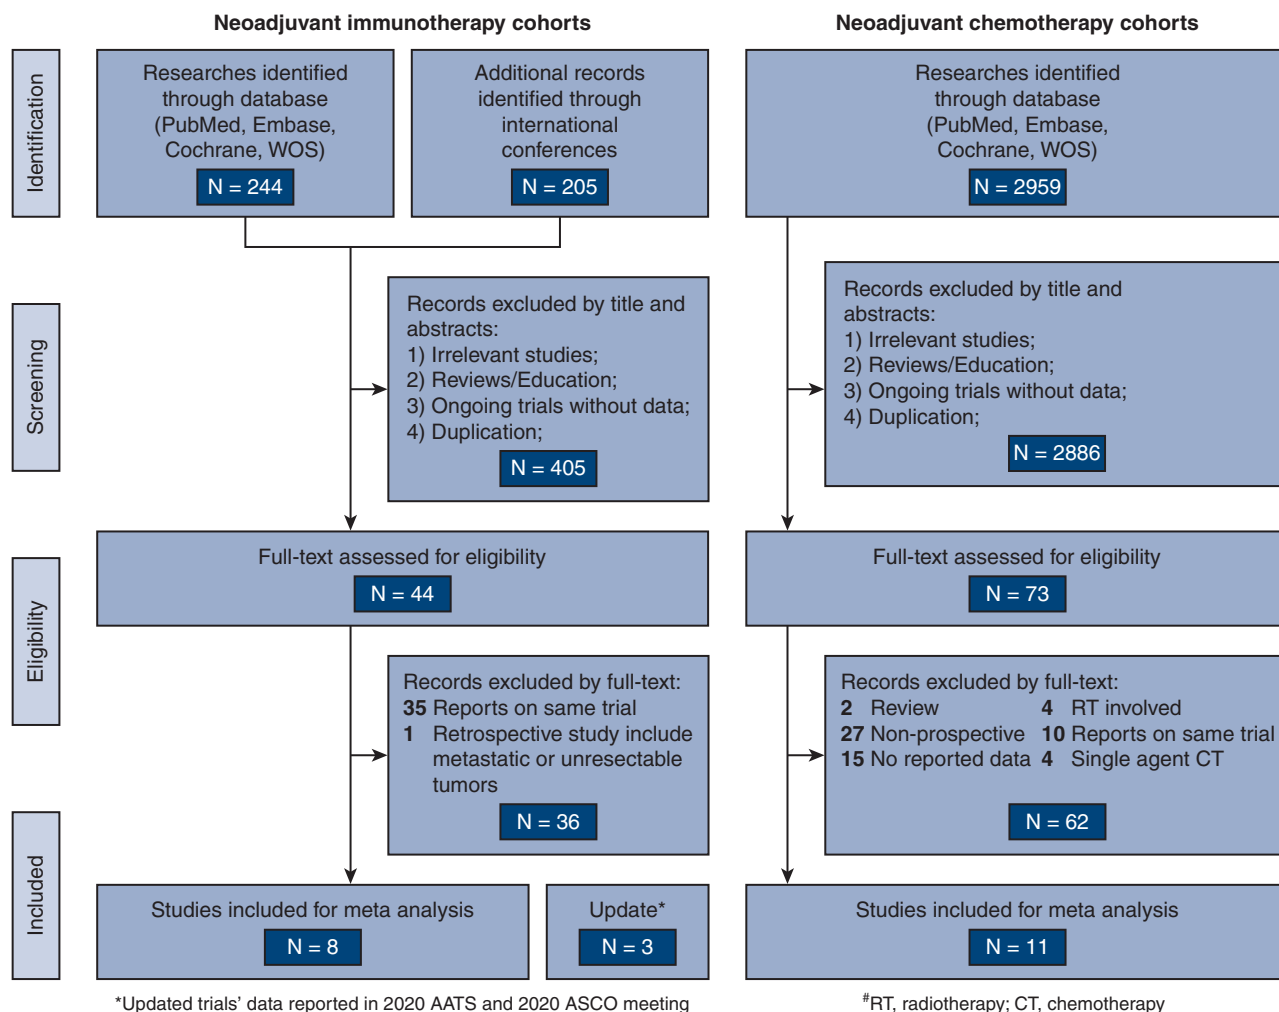 Neoadjuvant immunotherapy cohorts
Neoadjuvant chemotherapy cohorts
Identification
Researches identified
through database
(PubMed, Embase,
Cochrane, WOS)
N = 244
Additional records
identified through
international
conferences
N = 205
Researches identified
through database
(PubMed, Embase,
Cochrane, WOS)
N = 2959
Screening
Records excluded by title and
abstracts:
1) Irrelevant studies;
2) Reviews/Education;
3) Ongoing trials without data;
4) Duplication;
N = 405
Records excluded by title and
abstracts:
1) Irrelevant studies;
2) Reviews/Education;
3) Ongoing trials without data;
4) Duplication;
N = 2886
Eligibility
Full-text assessed for eligibility
N = 44
Full-text assessed for eligibility
N = 73
Records excluded by full-text:
35 Reports on same trial
1 Retrospective study include
metastatic or unresectable
tumors
N = 36
Records excluded by full-text:
2 Review 4 RT involved
27 Non-prospective 10 Reports on same trial
15 No reported data 4 Single agent CT
N = 62
Included
Studies included for meta analysis
N = 8
Update*
N = 3
Studies included for meta analysis
N = 11
*Updated trials' data reported in 2020 AATS and 2020 ASCO meeting
#RT, radiotherapy; CT, chemotherapy